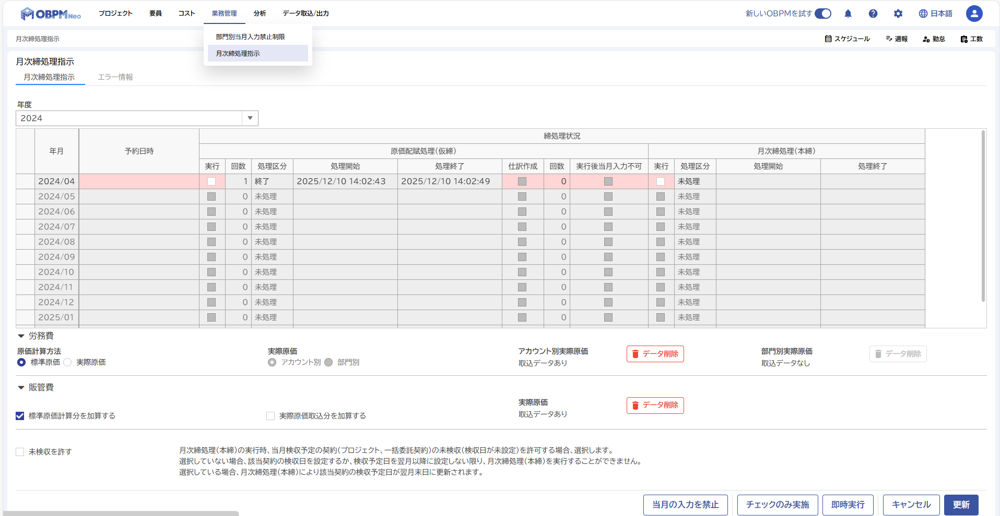 OBPM Neo プロジェクト 要員 コスト 業務管理 分析 データ取込/出力 新しいOBPMを試す 日本語
部門別当月入力禁止制限
月次締処理指示
月次締処理指示 スケジュール 週報 勤怠 工数
月次締処理指示
月次締処理指示 エラー情報
年度
2024
締処理状況
年月 予約日時 原価配賦処理(仮締) 月次締処理(本締)
実行 回数 処理区分 処理開始 処理終了 仕訳作成 回数 実行後当月入力不可 実行 処理区分 処理開始 処理終了
2024/04 1 終了 2025/12/10 14:02:43 2025/12/10 14:02:49 0 未処理
2024/05 0 未処理 0 未処理
2024/06 0 未処理 0 未処理
2024/07 0 未処理 0 未処理
2024/08 0 未処理 0 未処理
2024/09 0 未処理 0 未処理
2024/10 0 未処理 0 未処理
2024/11 0 未処理 0 未処理
2024/12 0 未処理 0 未処理
2025/01 0 未処理 0 未処理
労務費
原価計算方法 実際原価 アカウント別実際原価 データ削除 部門別実際原価 データ削除
標準原価 実際原価 アカウント別 部門別 取込データあり 取込データなし
販管費
実際原価 データ削除
標準原価計算分を加算する 実際原価取込分を加算する 取込データあり
未検収を許す 月次締処理(本締)の実行時、当月検収予定の契約(プロジェクト、一括委託契約)の未検収(検収日が未設定)を許可する場合、選択します。
選択していない場合、該当契約の検収日を設定するか、検収予定日を翌月以降に設定しない限り、月次締処理(本締)を実行することができません。
選択している場合、月次締処理(本締)により該当契約の検収予定日が翌月末日に更新されます。
当月の入力を禁止 チェックのみ実施 即時実行 キャンセル 更新